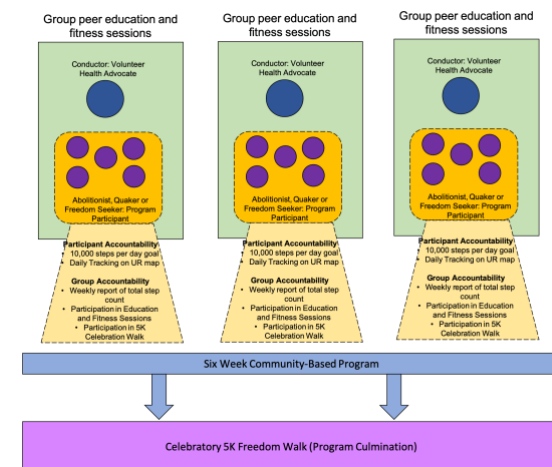 Group peer education and
fitness sessions
Conductor: Volunteer
Health Advocate
Abolitionist, Quaker or
Freedom Seeker: Program
Participant
Participant Accountability
• 10,000 steps per day goal
• Daily Tracking on UR map
Group Accountability
• Weekly report of total step
count
• Participation in Education
and Fitness Sessions
• Participation in 5K
Celebration Walk
Group peer education and
fitness sessions
Conductor: Volunteer
Health Advocate
Abolitionist, Quaker or
Freedom Seeker: Program
Participant
Participant Accountability
• 10,000 steps per day goal
• Daily Tracking on UR map
Group Accountability
• Weekly report of total step
count
• Participation in Education
and Fitness Sessions
• Participation in 5K
Celebration Walk
Group peer education and
fitness sessions
Conductor: Volunteer
Health Advocate
Abolitionist, Quaker or
Freedom Seeker: Program
Participant
Participant Accountability
• 10,000 steps per day goal
• Daily Tracking on UR map
Group Accountability
• Weekly report of total step
count
• Participation in Education
and Fitness Sessions
• Participation in 5K
Celebration Walk
Six Week Community-Based Program
Celebratory 5K Freedom Walk (Program Culmination)